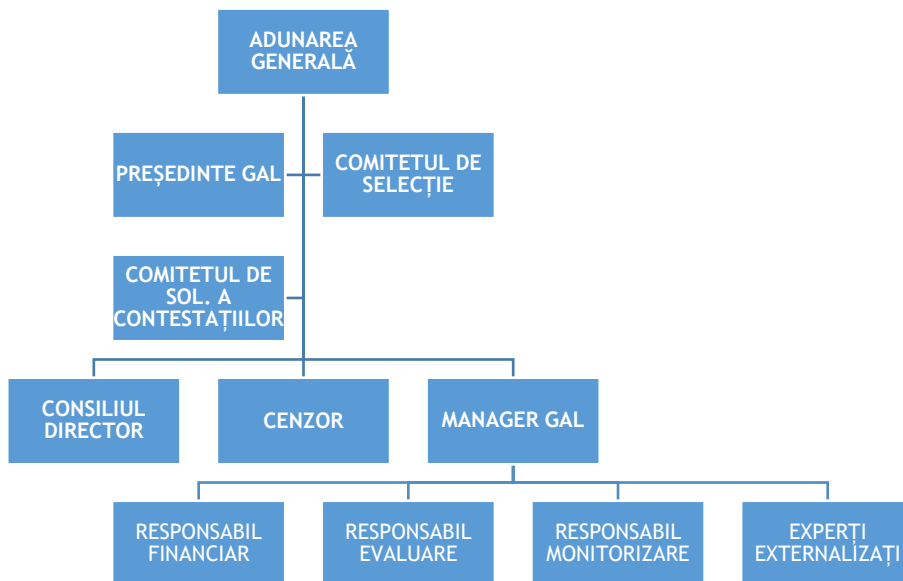 ADUNAREA
GENERALĂ
PREȘEDINTE GAL
COMITETUL DE
SELECȚIE
COMITETUL DE
SOL. A
CONTESTAȚIILOR
CONSILIUL
DIRECTOR
CENZOR
MANAGER GAL
RESPONSABIL
FINANCIAR
RESPONSABIL
EVALUARE
RESPONSABIL
MONITORIZARE
EXPERȚI
EXTERNALIZAȚI